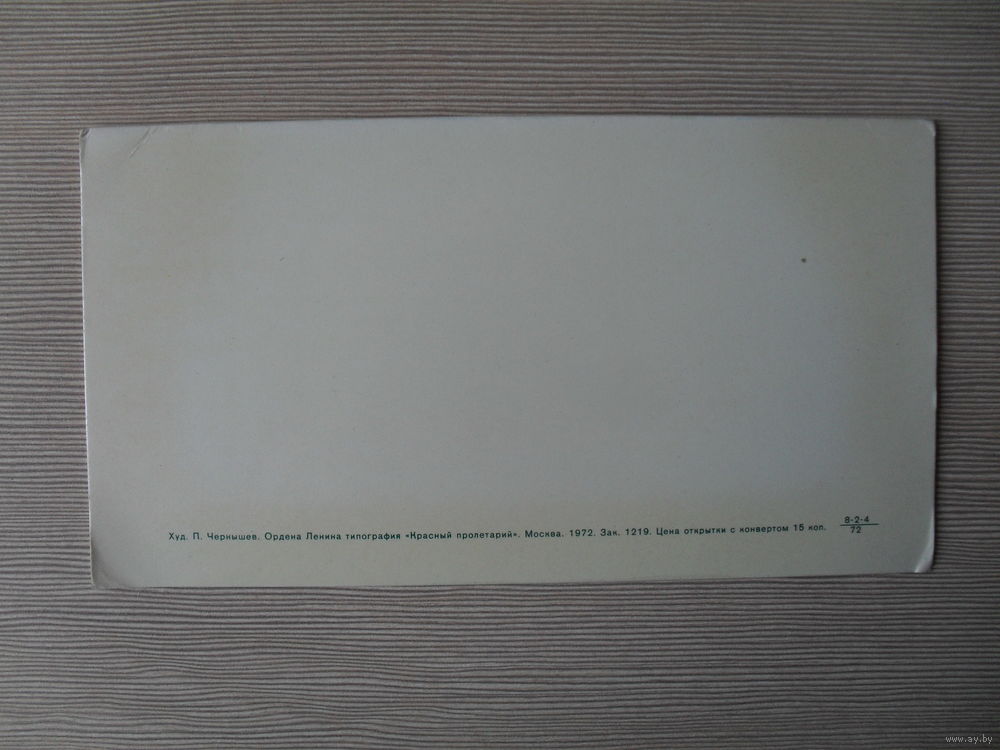 Худ. П. Чернышев. Ордена Ленина типография «Красный пролетарий». Москва. 1972. Зак. 1219. Цена открытки с конвертом 15 коп.
8-2-4
72
www.ay.by